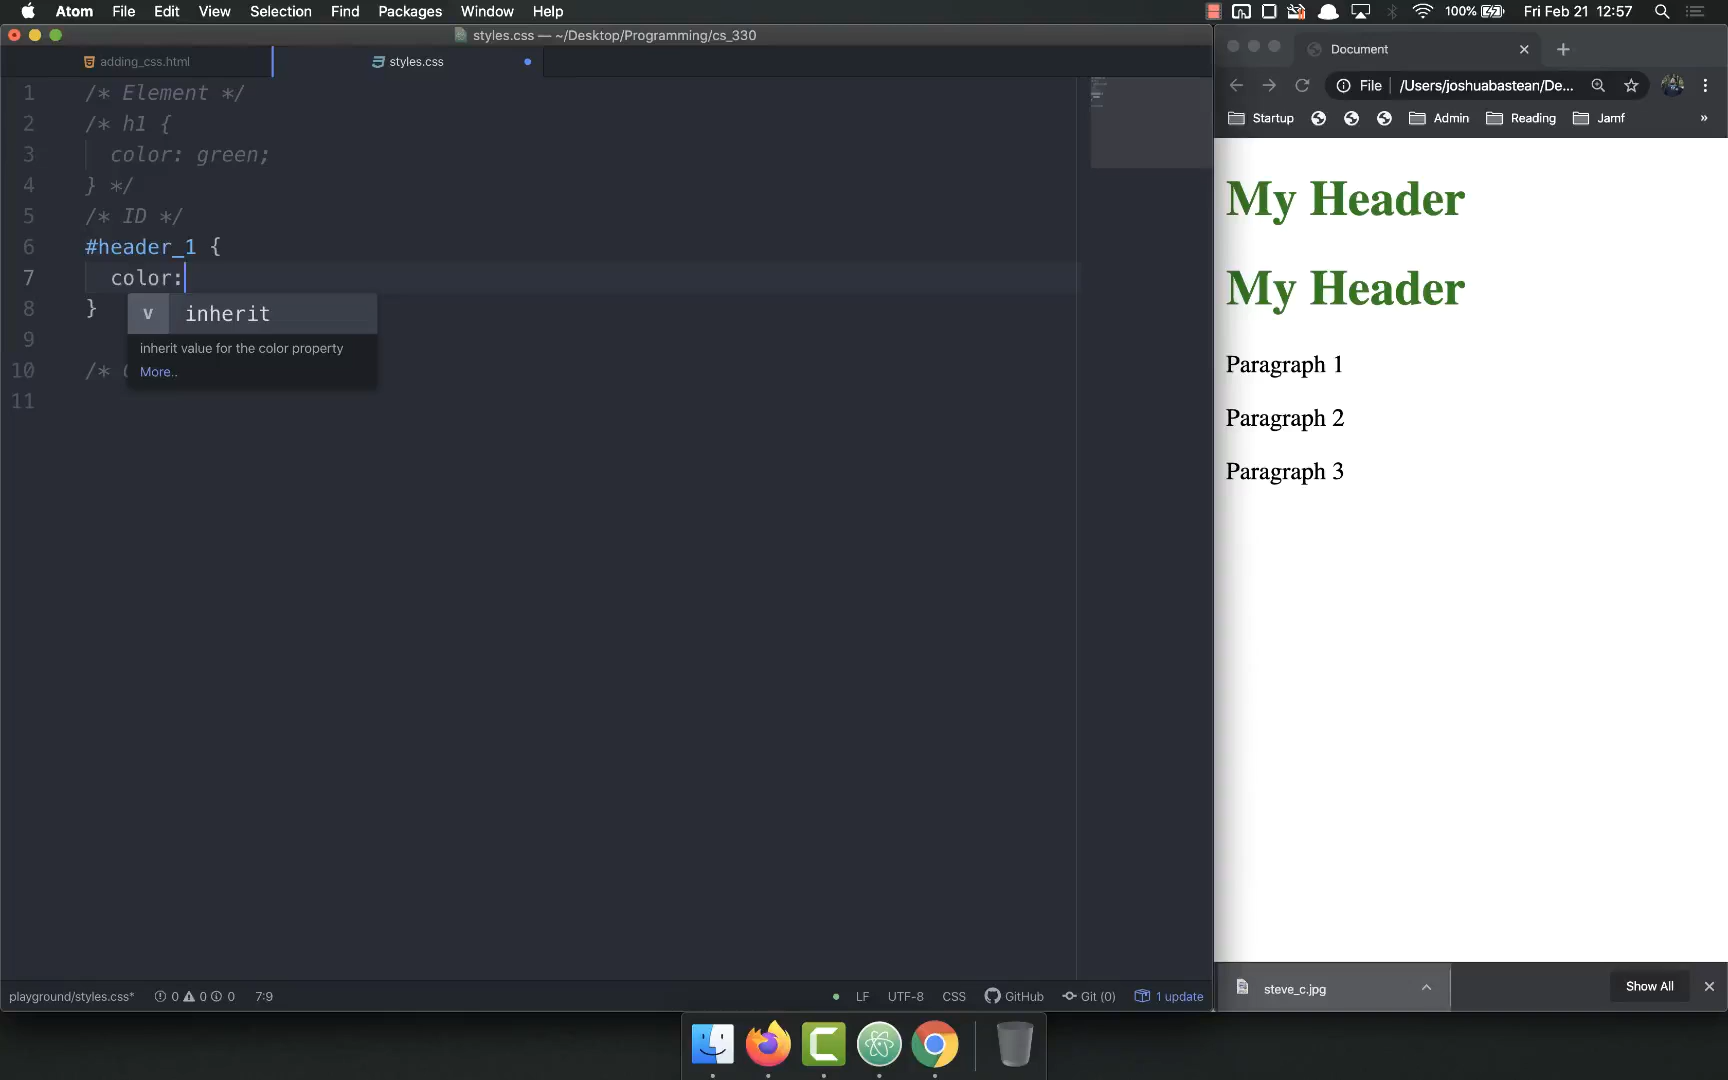 Atom File Edit View Selection Find Packages Window Help 100% Fri Feb 21 12:57
styles.css — ~/Desktop/Programming/cs_330
adding_css.html styles.css
1 /* Element */
2 /* h1 {
3 color: green;
4 } */
5 /* ID */
6 #header_1 {
7 color:
8 }
9
10 /*
11
v inherit
inherit value for the color property
More..
playground/styles.css* 0 0 0 7:9 LF UTF-8 CSS GitHub Git (0) 1 update
Document
File | /Users/joshuabastean/De...
Startup Admin Reading Jamf »
My Header
My Header
Paragraph 1
Paragraph 2
Paragraph 3
steve_c.jpg Show All